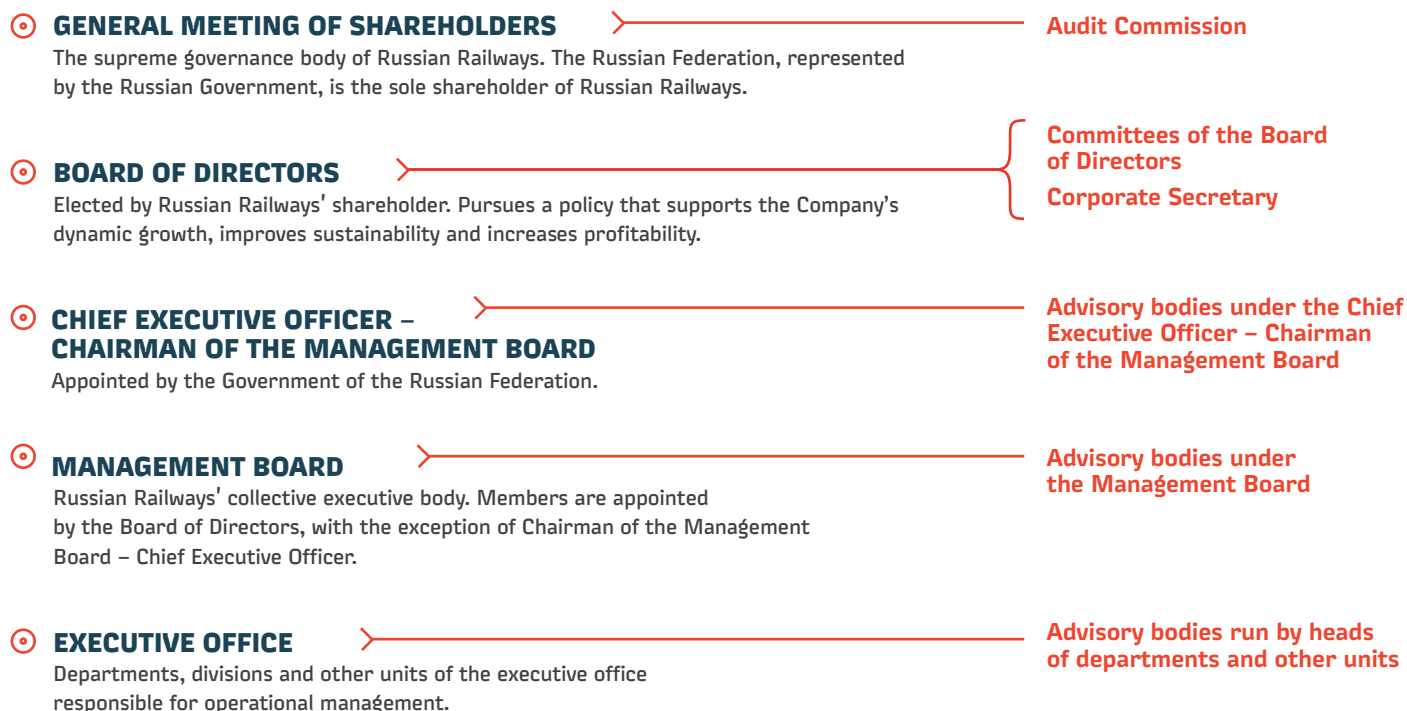 GENERAL MEETING OF SHAREHOLDERS
Audit Commission
The supreme governance body of Russian Railways. The Russian Federation, represented
by the Russian Government, is the sole shareholder of Russian Railways.
BOARD OF DIRECTORS
Committees of the Board
of Directors
Corporate Secretary
Elected by Russian Railways' shareholder. Pursues a policy that supports the Company’s
dynamic growth, improves sustainability and increases profitability.
CHIEF EXECUTIVE OFFICER –
CHAIRMAN OF THE MANAGEMENT BOARD
Advisory bodies under the Chief
Executive Officer – Chairman
of the Management Board
Appointed by the Government of the Russian Federation.
MANAGEMENT BOARD
Advisory bodies under
the Management Board
Russian Railways' collective executive body. Members are appointed
by the Board of Directors, with the exception of Chairman of the Management
Board – Chief Executive Officer.
EXECUTIVE OFFICE
Advisory bodies run by heads
of departments and other units
Departments, divisions and other units of the executive office
responsible for operational management.